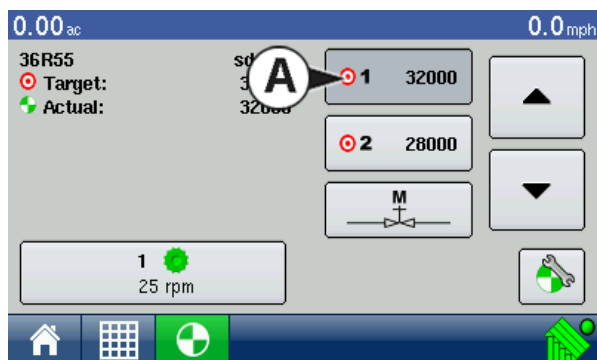 0.00 ac
0.0 mph
36R55
Target:
Actual:
A
1 32000
2 28000
M
1
25 rpm